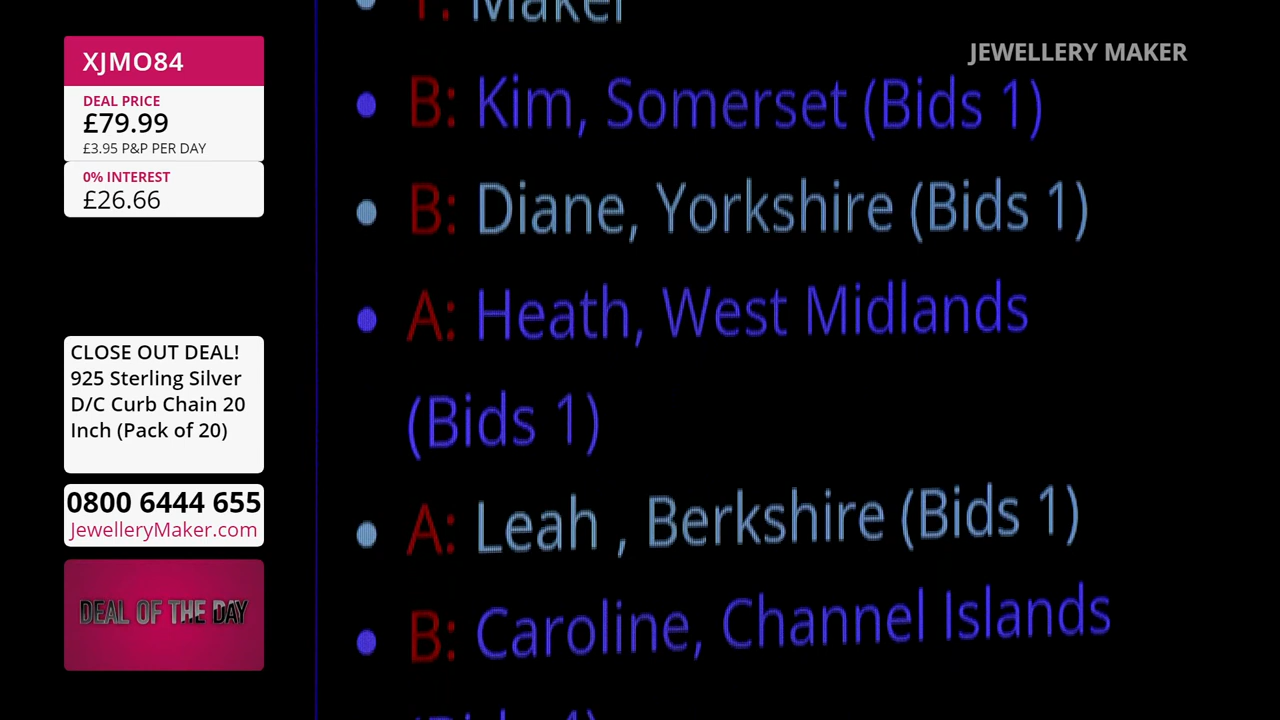 XJMO84
DEAL PRICE
£79.99
£3.95 P&P PER DAY
0% INTEREST
£26.66
CLOSE OUT DEAL!
925 Sterling Silver
D/C Curb Chain 20
Inch (Pack of 20)
0800 6444 655
JewelleryMaker.com
DEAL OF THE DAY
JEWELLERY MAKER
Maker
B: Kim, Somerset (Bids 1)
B: Diane, Yorkshire (Bids 1)
A: Heath, West Midlands
(Bids 1)
A: Leah , Berkshire (Bids 1)
B: Caroline, Channel Islands
(Bids 1)